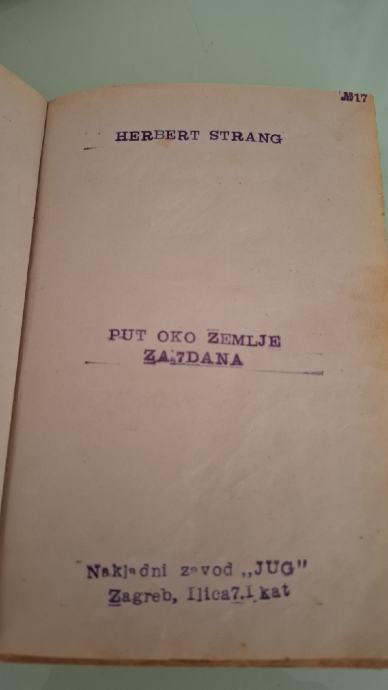 №17
HERBERT STRANG
PUT OKO ZEMLJE
ZA 7 DANA
Nakladni zavod „JUG"
Zagreb, Ilica 7. I kat